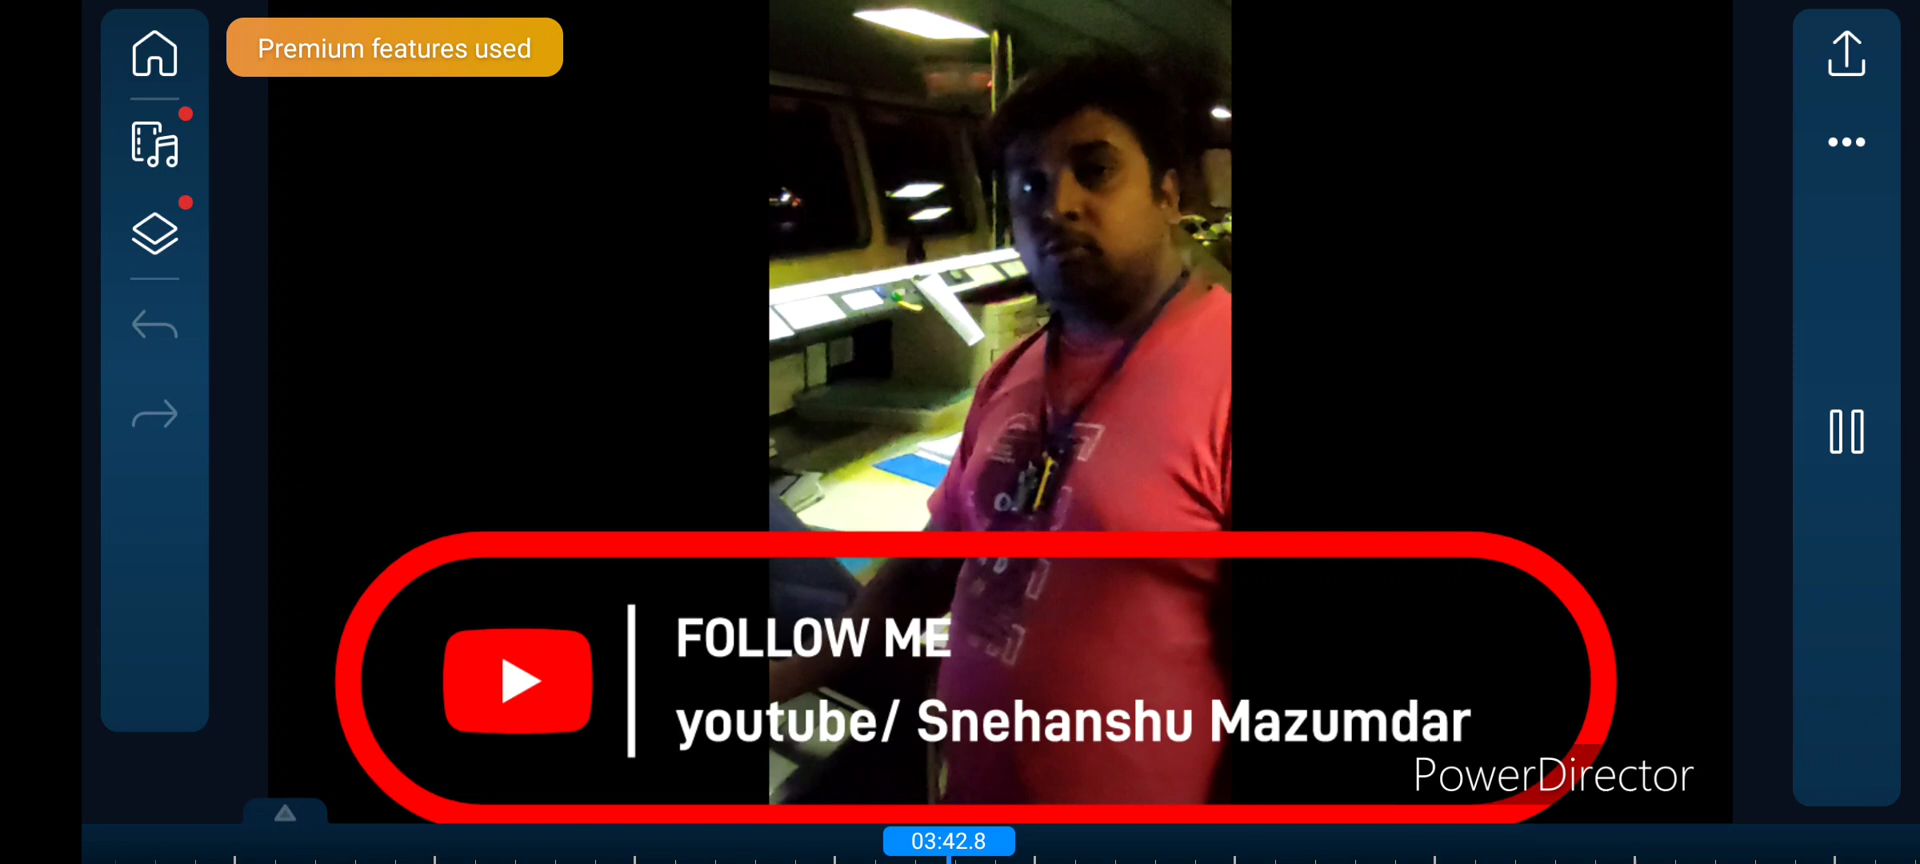 Premium features used
FOLLOW ME
youtube/ Snehanshu Mazumdar
PowerDirector
03:42.8